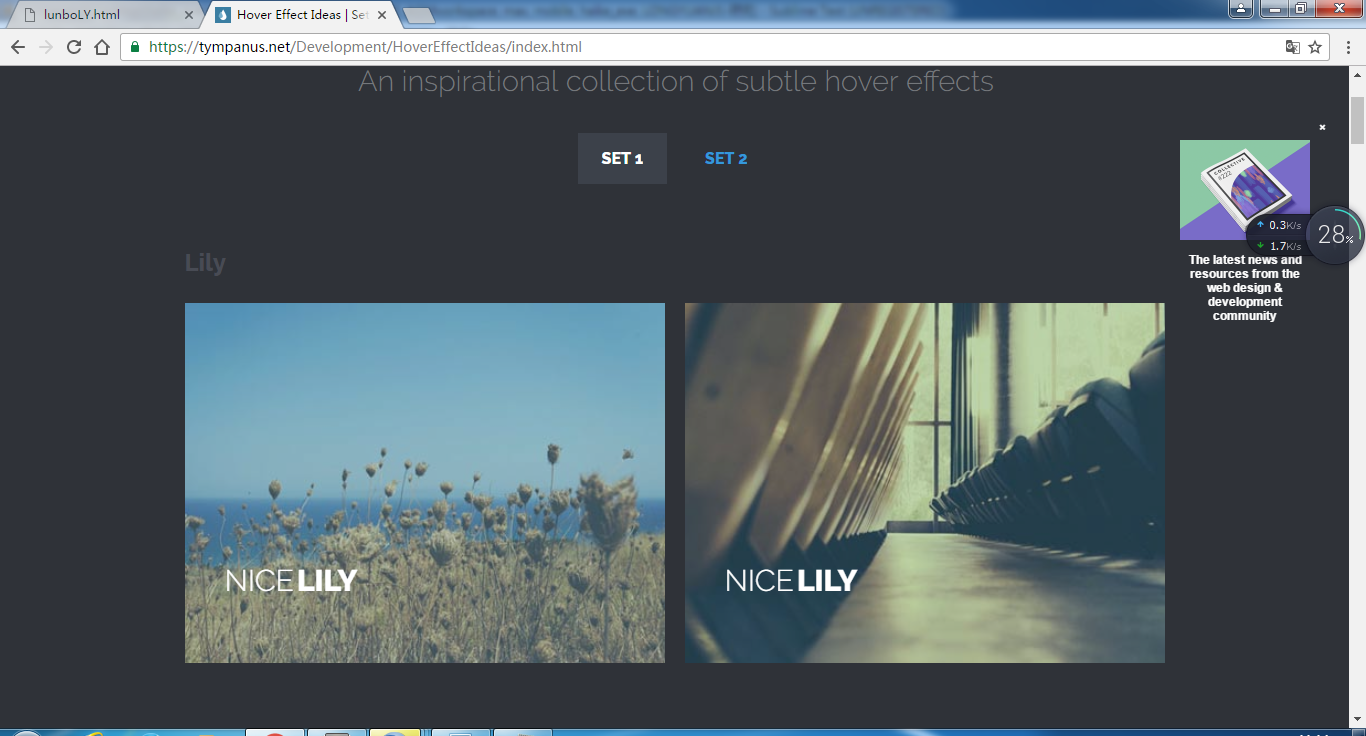 lunboLY.html
Hover Effect Ideas | Set
https://tympanus.net/Development/HoverEffectIdeas/index.html
An inspirational collection of subtle hover effects
SET 1
SET 2
COLLECTIVE
#222
0.3K/s
1.7K/s
28%
The latest news and
resources from the
web design &
development
community
Lily
NICE LILY
NICE LILY